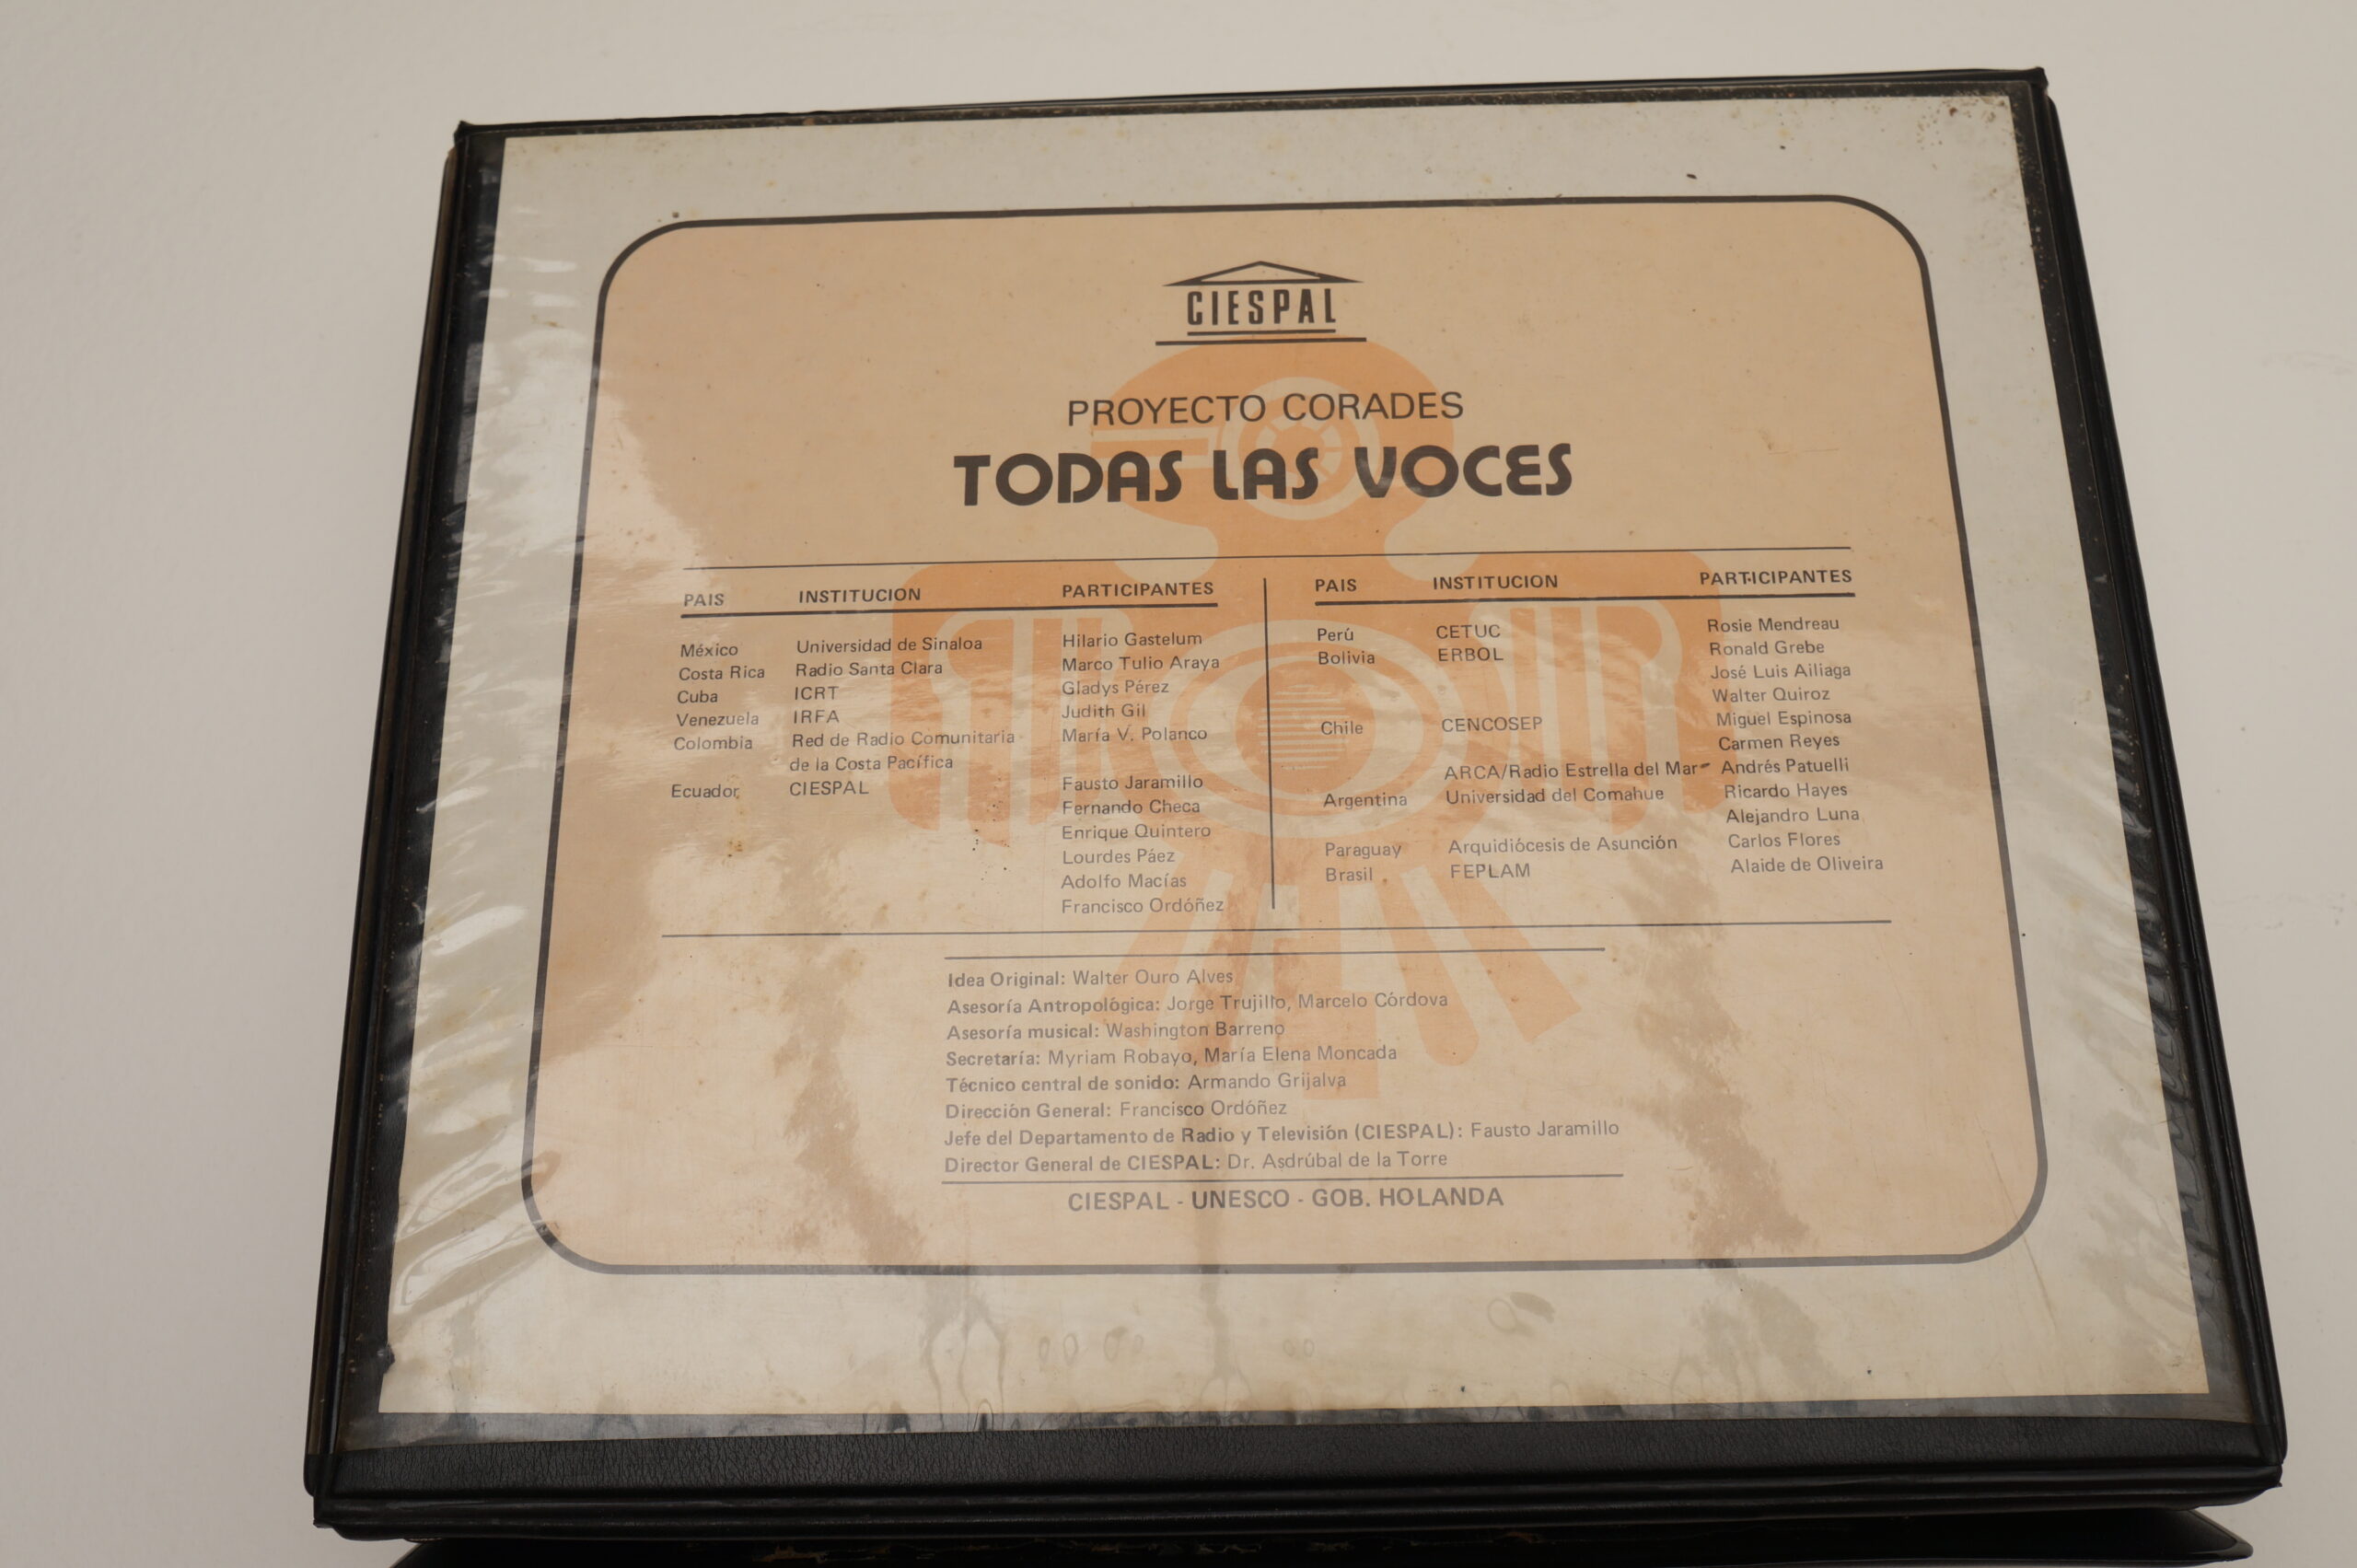 CIESPAL
PROYECTO CORADES
TODAS LAS VOCES
PAIS INSTITUCION PARTICIPANTES
México Universidad de Sinaloa Hilario Gastelum
Costa Rica Radio Santa Clara Marco Tulio Araya
Cuba ICRT Gladys Pérez
Venezuela IRFA Judith Gil
Colombia Red de Radio Comunitaria María V. Polanco
de la Costa Pacífica
Ecuador CIESPAL Fausto Jaramillo
Fernando Checa
Enrique Quintero
Lourdes Páez
Adolfo Macías
Francisco Ordóñez
PAIS INSTITUCION PARTICIPANTES
Perú CETUC Rosie Mendreau
Bolivia ERBOL Ronald Grebe
José Luis Ailiaga
Walter Quiroz
Chile CENCOSEP Miguel Espinosa
Carmen Reyes
ARCA/Radio Estrella del Mar Andrés Patuelli
Argentina Universidad del Comahue Ricardo Hayes
Alejandro Luna
Paraguay Arquidiócesis de Asunción Carlos Flores
Brasil FEPLAM Alaide de Oliveira
Idea Original: Walter Ouro Alves
Asesoría Antropológica: Jorge Trujillo, Marcelo Córdova
Asesoría musical: Washington Barreno
Secretaría: Myriam Robayo, María Elena Moncada
Técnico central de sonido: Armando Grijalva
Dirección General: Francisco Ordóñez
Jefe del Departamento de Radio y Televisión (CIESPAL): Fausto Jaramillo
Director General de CIESPAL: Dr. Asdrúbal de la Torre
CIESPAL - UNESCO - GOB. HOLANDA